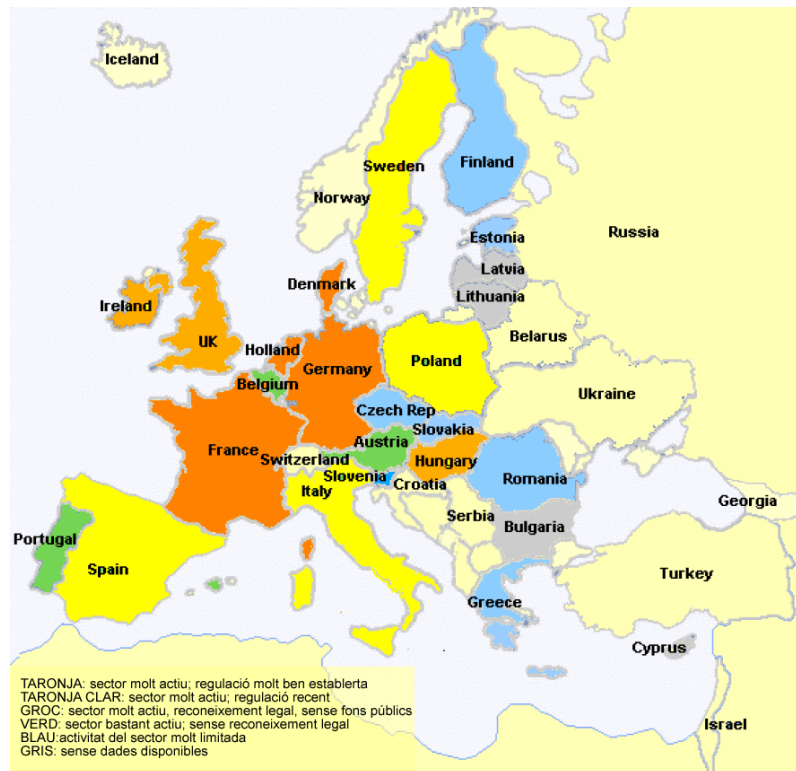 Iceland
Sweden
Finland
Norway
Russia
Estonia
Latvia
Denmark
Lithuania
Ireland
Belarus
UK
Holland
Poland
Germany
Belgium
Ukraine
Czech Rep
Slovakia
Austria
France
Switzerland
Hungary
Slovenia
Romania
Croatia
Italy
Georgia
Serbia
Bulgaria
Portugal
Spain
Turkey
Greece
Cyprus
TARONJA: sector molt actiu; regulació molt ben establerta
TARONJA CLAR: sector molt actiu; regulació recent
GROC: sector molt actiu, reconeixement legal, sense fons públics
VERD: sector bastant actiu; sense reconeixement legal
BLAU:activitat del sector molt limitada
GRIS: sense dades disponibles
Israel